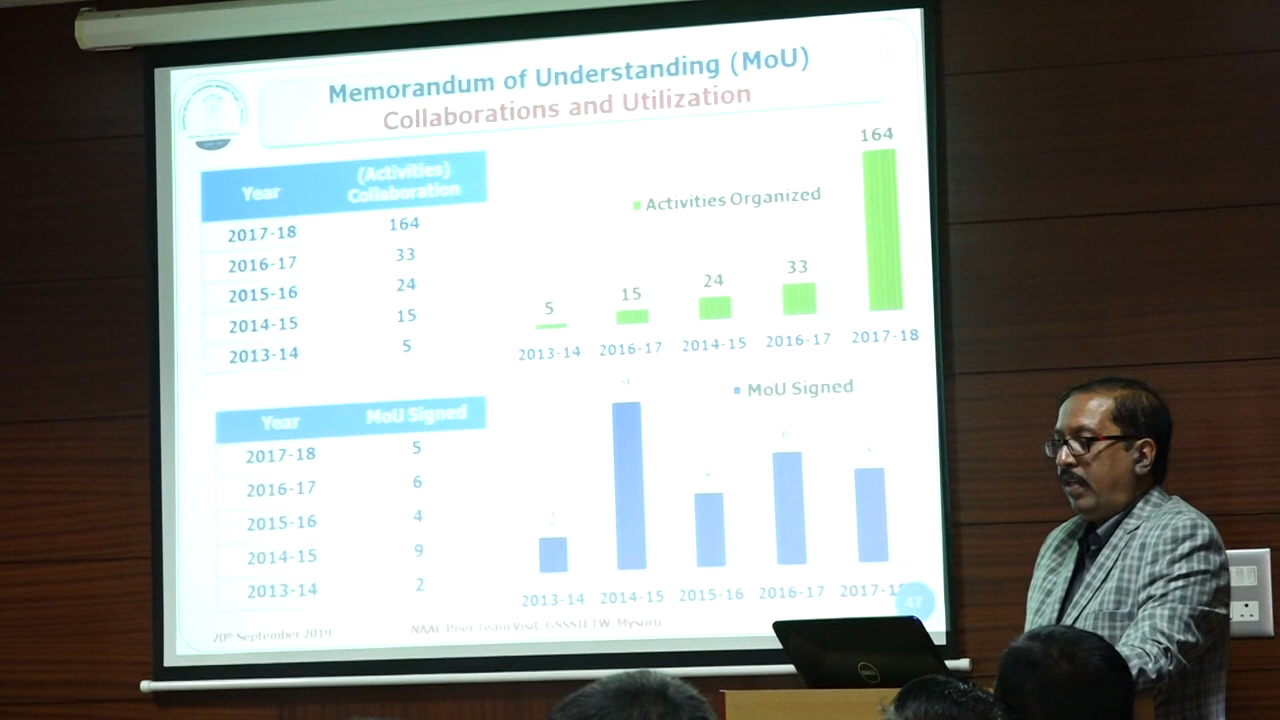 Memorandum of Understanding (MoU)
Collaborations and Utilization
Year (Activities) Collaboration
2017-18 164
2016-17 33
2015-16 24
2014-15 15
2013-14 5
Activities Organized
5 15 24 33 164
2013-14 2016-17 2014-15 2016-17 2017-18
Year MoU Signed
2017-18 5
2016-17 6
2015-16 4
2014-15 9
2013-14 2
MoU Signed
2013-14 2014-15 2015-16 2016-17 2017-1
47
20th September 2019
NAAC Peer Team Visit, GSSSIETW, Mysuru
DELL